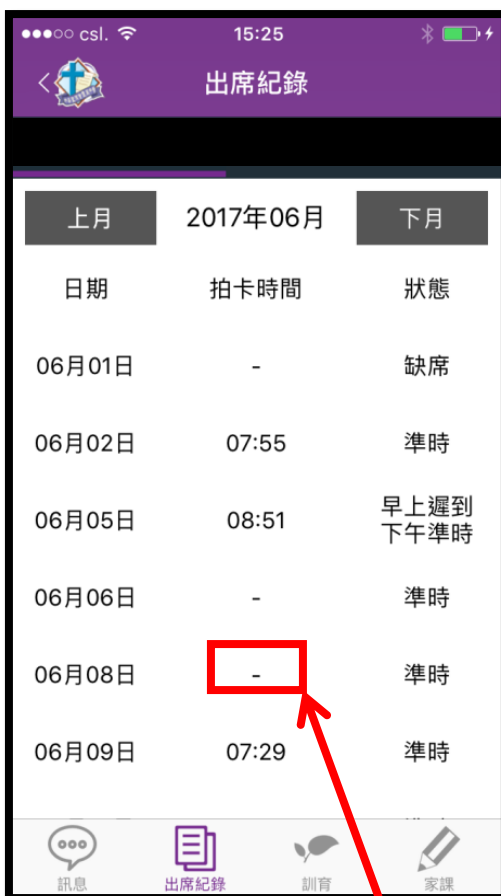 csl. 15:25
出席紀錄
上月 2017年06月 下月
日期 拍卡時間 狀態
06月01日 - 缺席
06月02日 07:55 準時
06月05日 08:51 早上遲到
下午準時
06月06日 - 準時
06月08日 - 準時
06月09日 07:29 準時
訊息 出席紀錄 訓育 家課